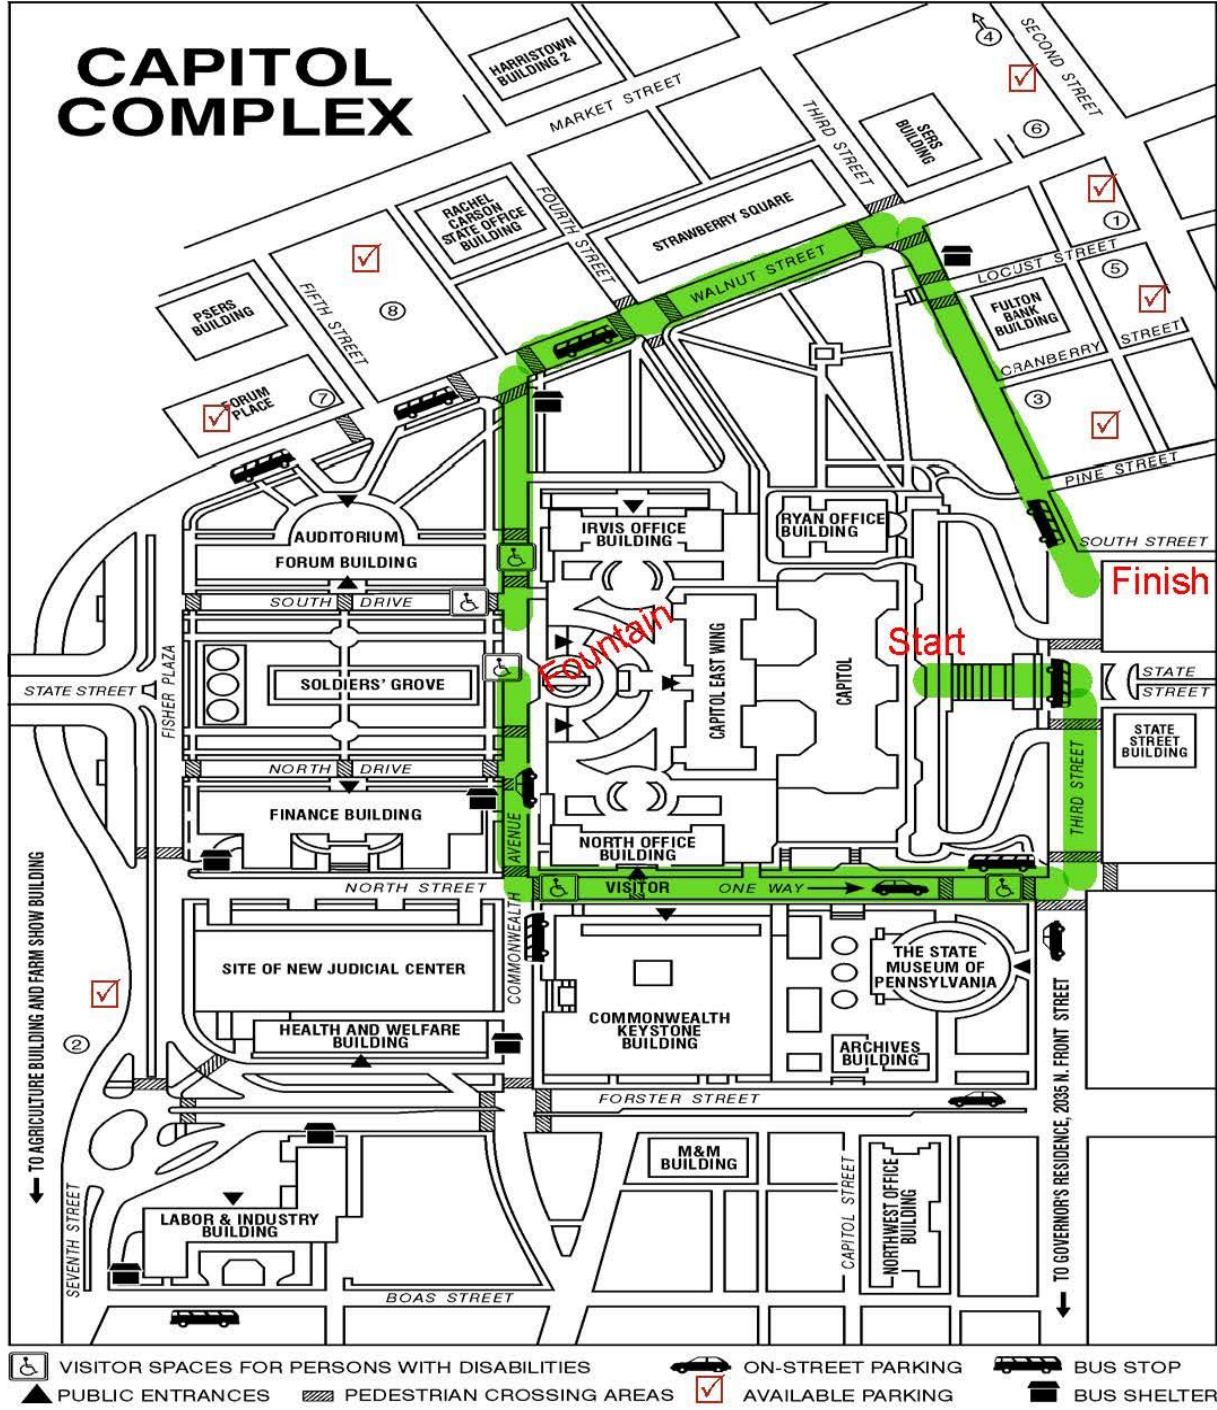 CAPITOL
COMPLEX
HARRISTOWN
BUILDING 2
MARKET STREET
THIRD STREET
SERS
BUILDING
SECOND STREET
4
6
RACHEL
CARSON
STATE OFFICE
BUILDING
FOURTH STREET
STRAWBERRY SQUARE
1
LOCUST STREET
5
PSERS
BUILDING
FIFTH STREET
8
WALNUT STREET
FULTON
BANK
BUILDING
CRANBERRY STREET
FORUM
PLACE
7
3
PINE STREET
AUDITORIUM
FORUM BUILDING
IRVIS OFFICE
BUILDING
RYAN OFFICE
BUILDING
SOUTH STREET
Finish
SOUTH DRIVE
Fountain
Start
STATE STREET
FISHER PLAZA
SOLDIERS' GROVE
CAPITOL EAST WING
CAPITOL
STATE
STREET
STATE
STREET
BUILDING
NORTH DRIVE
THIRD STREET
FINANCE BUILDING
NORTH OFFICE
BUILDING
NORTH STREET
COMMONWEALTH AVENUE
VISITOR
ONE WAY
TO AGRICULTURE BUILDING AND FARM SHOW BUILDING
SITE OF NEW JUDICIAL CENTER
THE STATE
MUSEUM OF
PENNSYLVANIA
COMMONWEALTH
KEYSTONE
BUILDING
2
HEALTH AND WELFARE
BUILDING
ARCHIVES
BUILDING
FORSTER STREET
TO GOVERNOR'S RESIDENCE, 2035 N. FRONT STREET
M&M
BUILDING
CAPITOL STREET
NORTHWEST OFFICE
BUILDING
LABOR & INDUSTRY
BUILDING
SEVENTH STREET
BOAS STREET
VISITOR SPACES FOR PERSONS WITH DISABILITIES
ON-STREET PARKING
BUS STOP
PUBLIC ENTRANCES
PEDESTRIAN CROSSING AREAS
AVAILABLE PARKING
BUS SHELTER